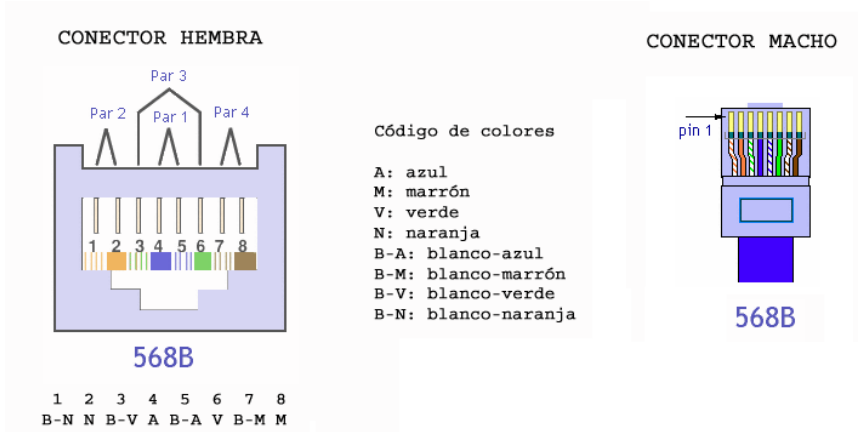 CONECTOR HEMBRA
Par 3
Par 2 Par 1 Par 4
1 2 3 4 5 6 7 8
568B
1 2 3 4 5 6 7 8
B-N N B-V A B-A V B-M M
Código de colores
A: azul
M: marrón
V: verde
N: naranja
B-A: blanco-azul
B-M: blanco-marrón
B-V: blanco-verde
B-N: blanco-naranja
CONECTOR MACHO
pin 1
568B